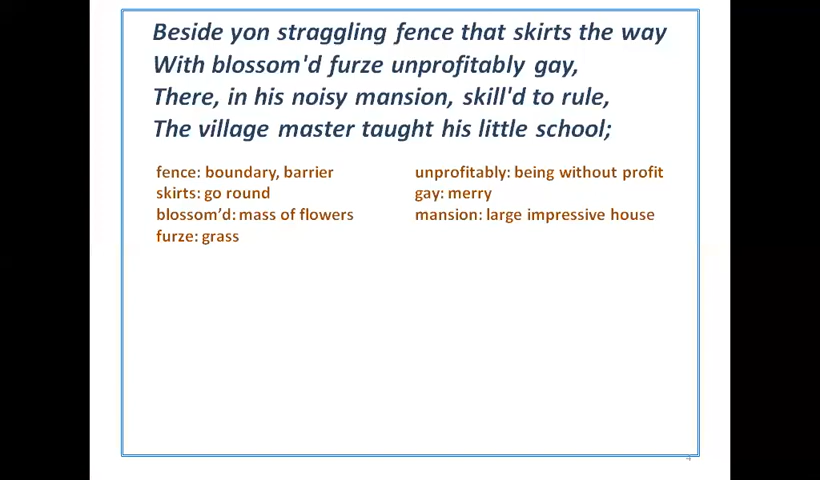 Beside yon straggling fence that skirts the way
With blossom'd furze unprofitably gay,
There, in his noisy mansion, skill'd to rule,
The village master taught his little school;
fence: boundary, barrier
skirts: go round
blossom’d: mass of flowers
furze: grass
unprofitably: being without profit
gay: merry
mansion: large impressive house
4